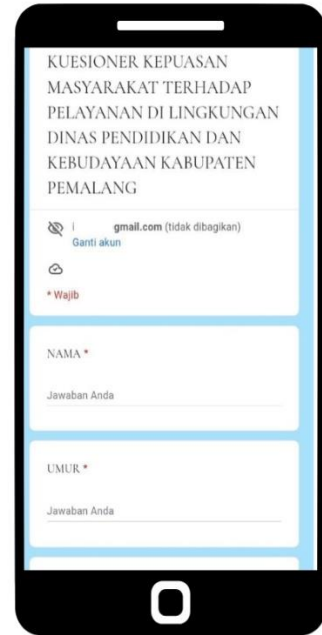 KUESIONER KEPUASAN
MASYARAKAT TERHADAP
PELAYANAN DI LINGKUNGAN
DINAS PENDIDIKAN DAN
KEBUDAYAAN KABUPATEN
PEMALANG
i gmail.com (tidak dibagikan)
Ganti akun
* Wajib
NAMA *
Jawaban Anda
UMUR *
Jawaban Anda